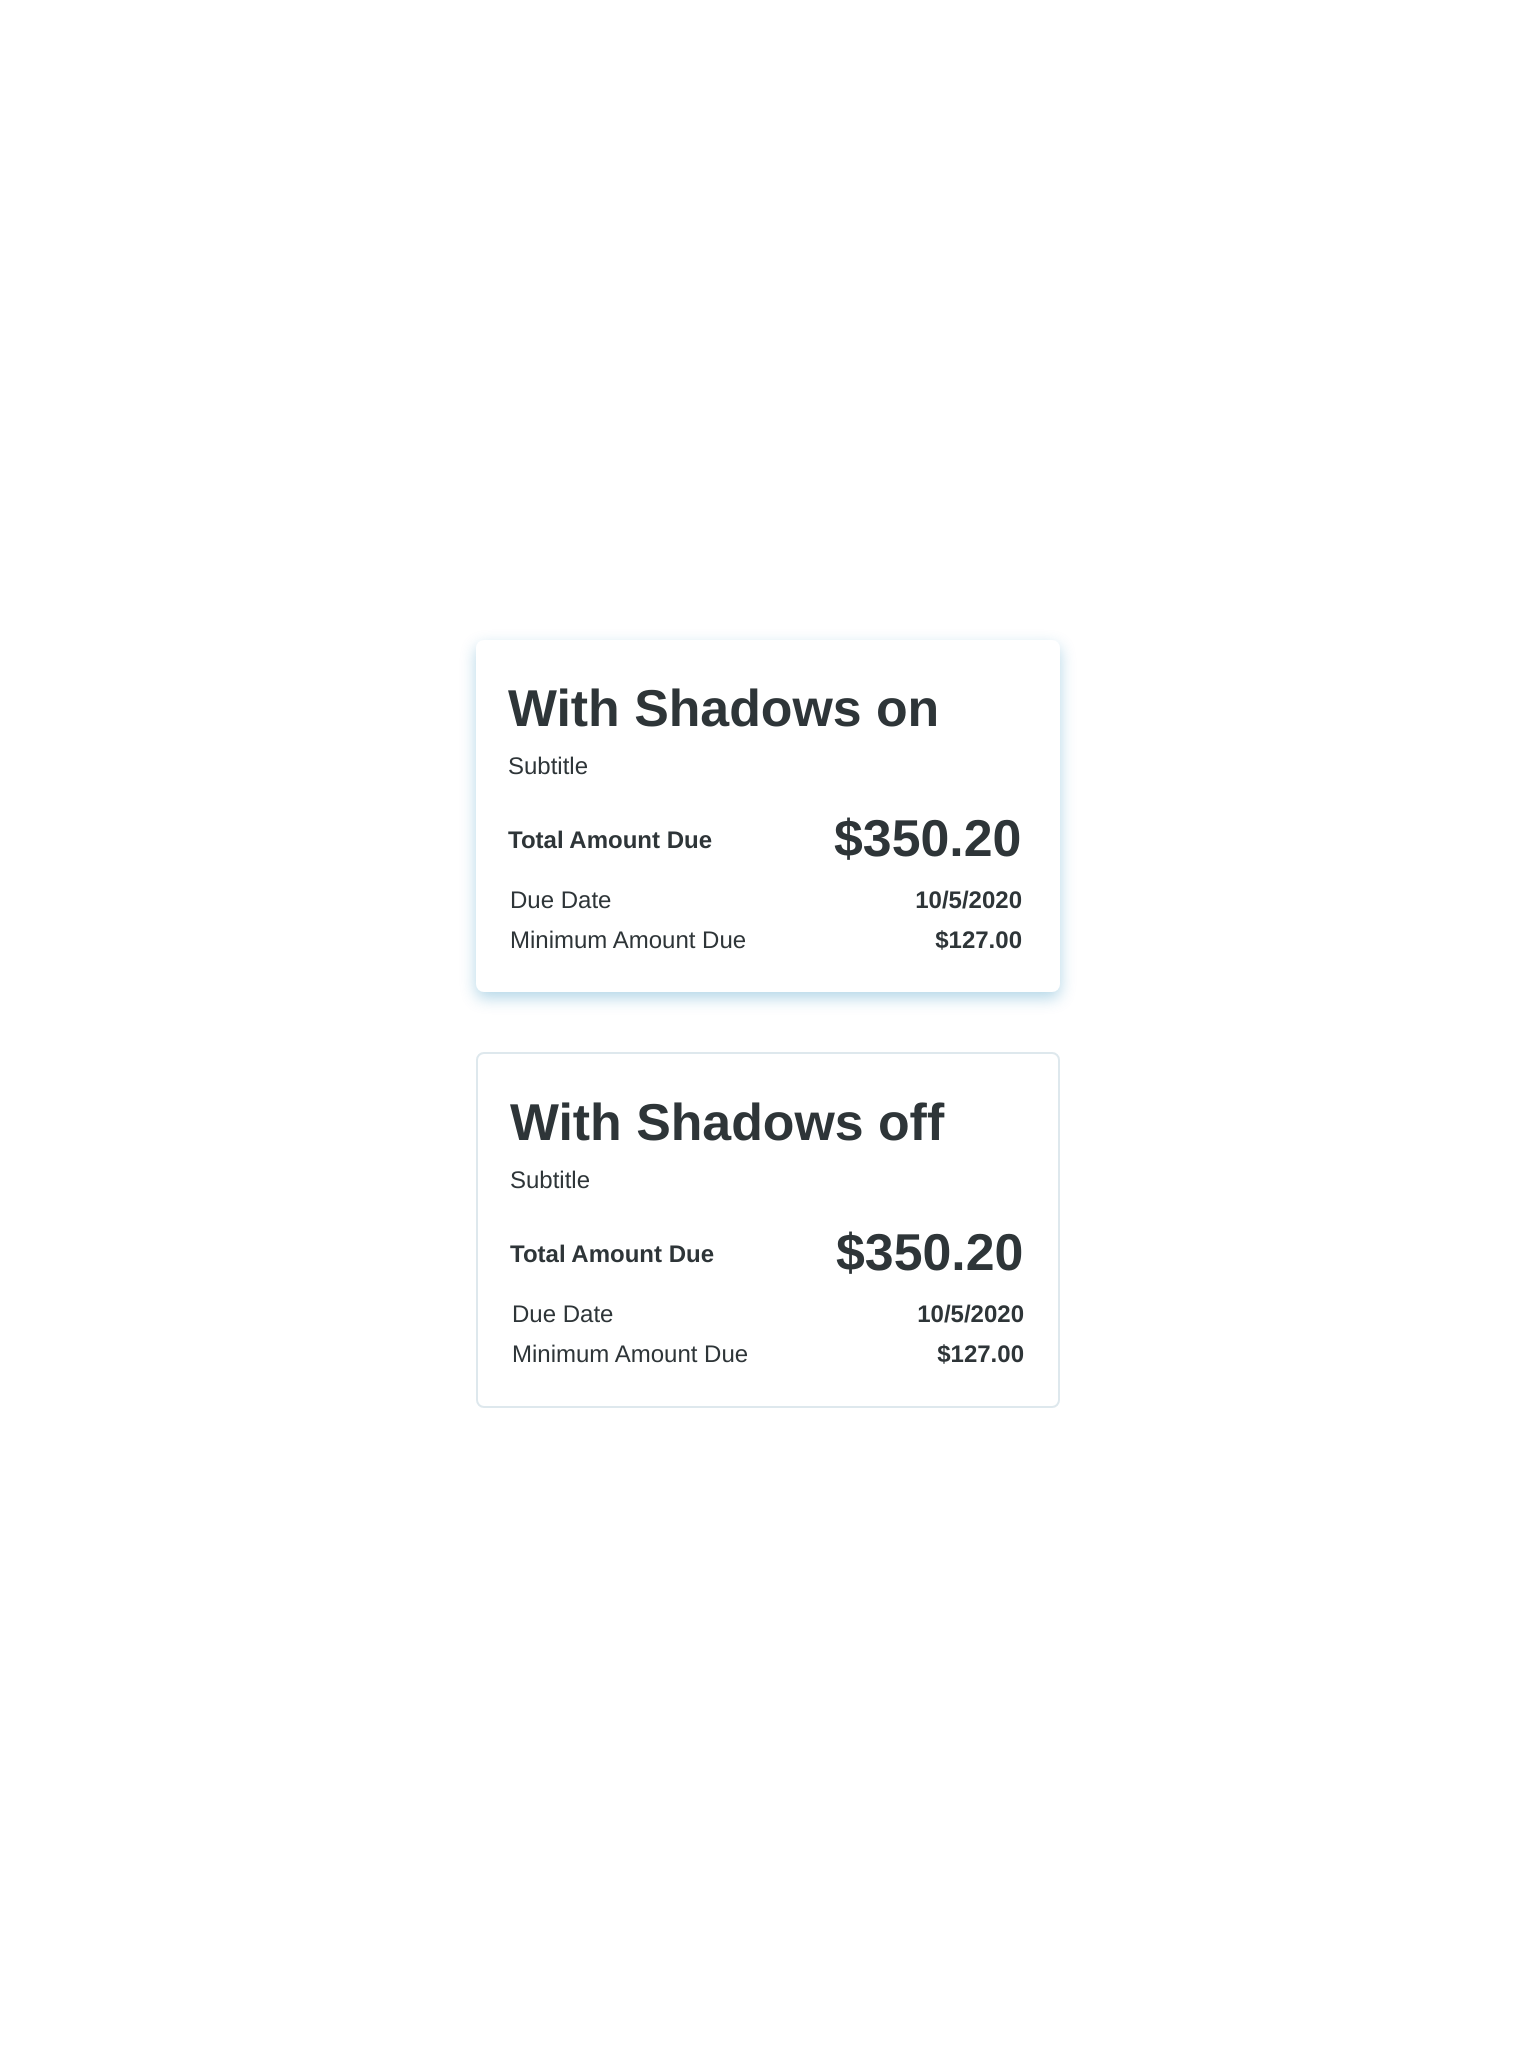 With Shadows on
Subtitle
Total Amount Due $350.20
Due Date 10/5/2020
Minimum Amount Due $127.00
With Shadows off
Subtitle
Total Amount Due $350.20
Due Date 10/5/2020
Minimum Amount Due $127.00